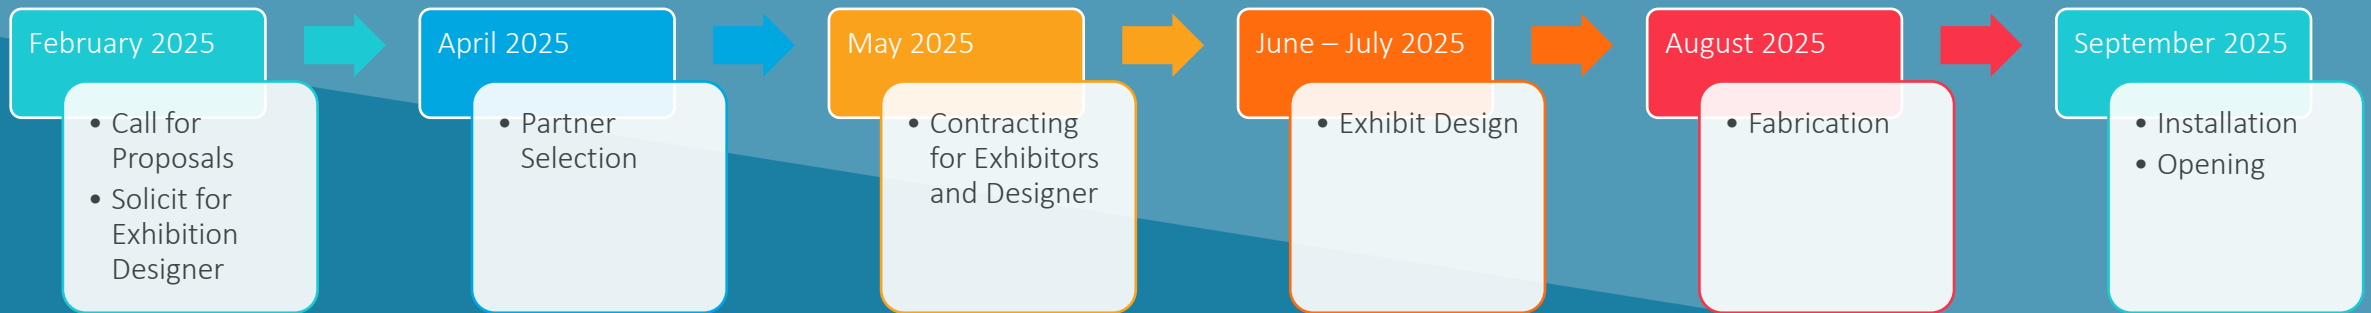 February 2025
• Call for
Proposals
• Solicit for
Exhibition
Designer
April 2025
• Partner
Selection
May 2025
• Contracting
for Exhibitors
and Designer
June – July 2025
• Exhibit Design
August 2025
• Fabrication
September 2025
• Installation
• Opening